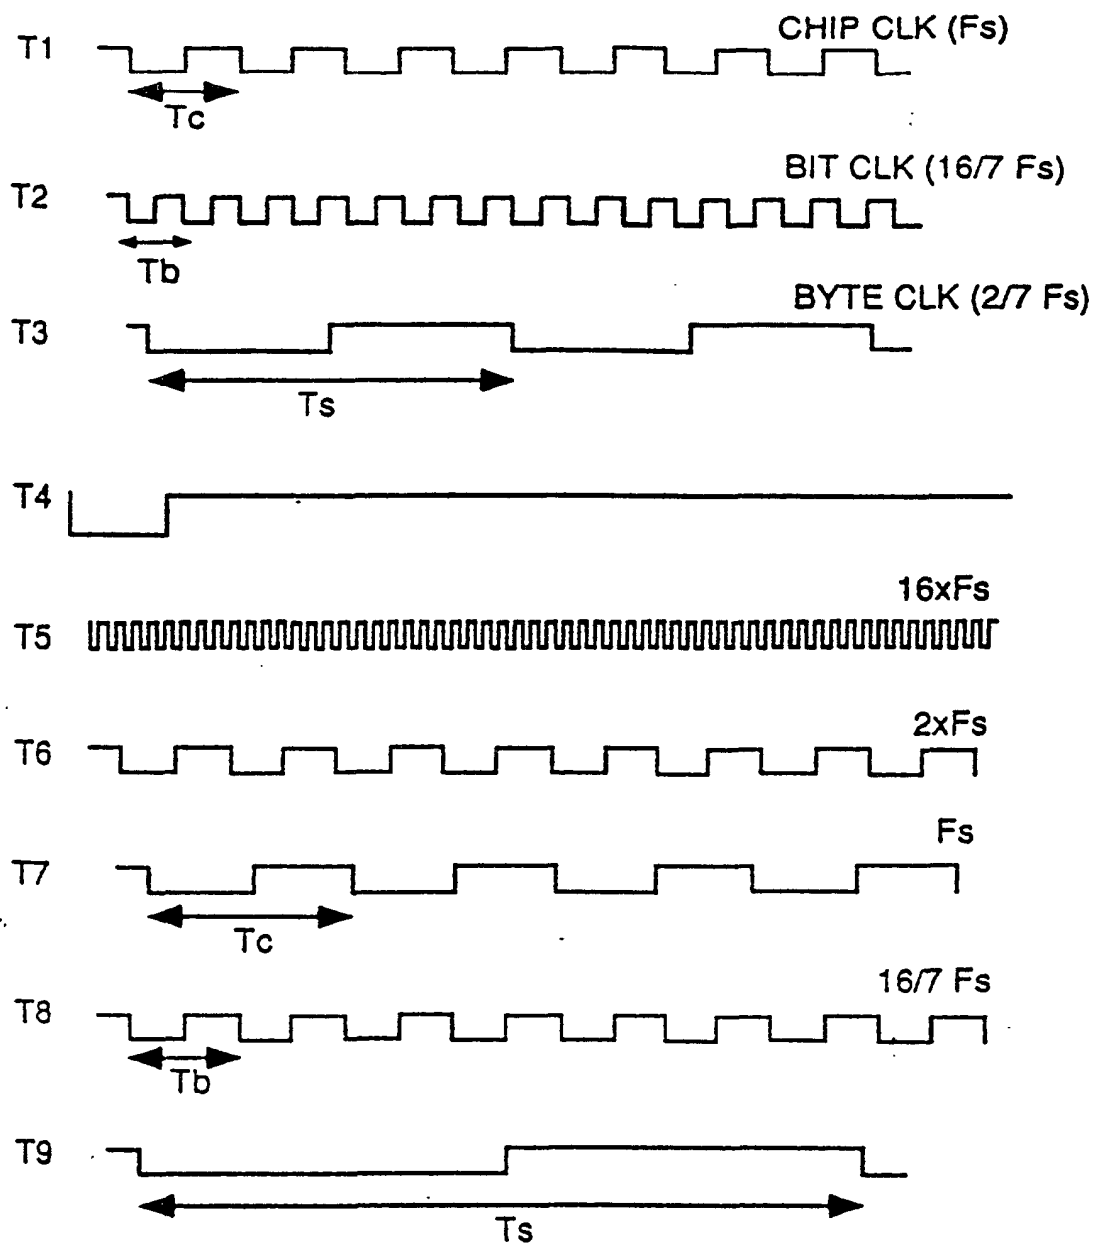 T1 CHIP CLK (Fs)
Tc
T2 BIT CLK (16/7 Fs)
Tb
T3 BYTE CLK (2/7 Fs)
Ts
T4
T5 16xFs
T6 2xFs
T7 Fs
Tc
T8 16/7 Fs
Tb
T9
Ts